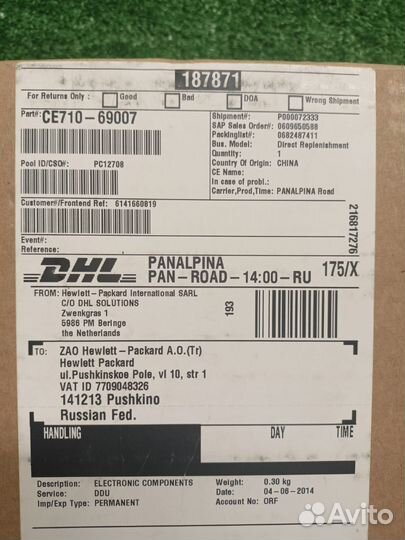 187871
For Returns Only : Good Bad DOA Wrong Shipment
Part#: CE710-69007
Shipment#: P000072333
SAP Sales Order#: 0609650588
Packinglist#: 0682487411
Bus. Model: Direct Replenishment
Quantity: 1
Country Of Origin: CHINA
CE Name:
In case of probl.:
Carrier,Prod,Time: PANALPINA Road
Pool ID/CSO#: PC12708
Customer#/Frontend Ref: 6141660819
216817276
Event#:
Reference:
DHL PANALPINA 175/X
PAN-ROAD-14:00-RU
FROM: Hewlett-Packard International SARL
C/O DHL SOLUTIONS
Zwenkgras 1
5986 PM Beringe
the Netherlands
193
TO: ZAO Hewlett-Packard A.O.(Tr)
Hewlett Packard
ul.Pushkinskoe Pole, vl 10, str 1
VAT ID 7709048326
141213 Pushkino
Russian Fed.
HANDLING DAY TIME
Description: ELECTRONIC COMPONENTS Weight: 0.30 kg
Service: DDU Date: 04-06-2014
Imp/Exp Type: PERMANENT Account No: ORF
Avito